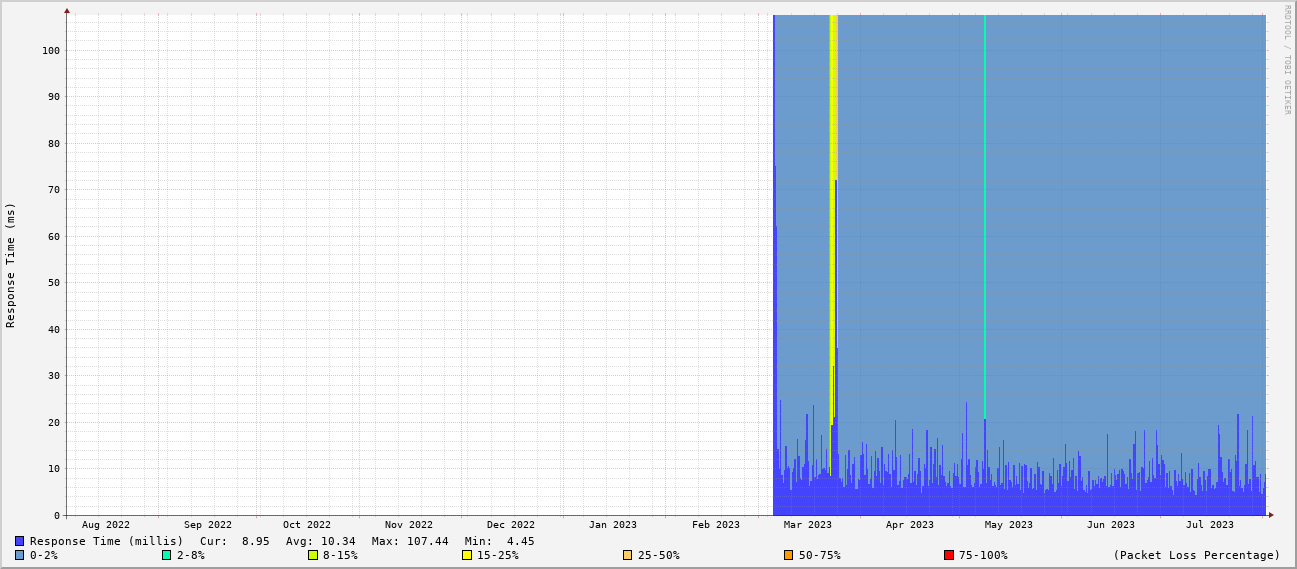 RRDTOOL / TOBI OETIKER
Response Time (ms)
100
90
80
70
60
50
40
30
20
10
0
Aug 2022 Sep 2022 Oct 2022 Nov 2022 Dec 2022 Jan 2023 Feb 2023 Mar 2023 Apr 2023 May 2023 Jun 2023 Jul 2023
Response Time (millis) Cur: 8.95 Avg: 10.34 Max: 107.44 Min: 4.45
0-2% 2-8% 8-15% 15-25% 25-50% 50-75% 75-100% (Packet Loss Percentage)